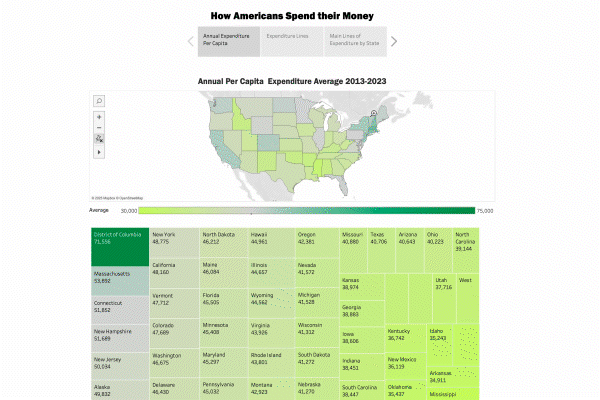 How Americans Spend their Money
Annual Expenditure
Per Capita
Expenditure Lines
Main Lines of
Expenditure by State
Annual Per Capita Expenditure Average 2013-2023
© 2025 Mapbox © OpenStreetMap
Average
30,000
75,000
District of Columbia
71,556
Massachusetts
53,892
Connecticut
51,852
New Hampshire
51,689
New Jersey
50,034
Alaska
49,832
New York
48,775
California
48,160
Vermont
47,712
Colorado
47,689
Washington
46,675
Delaware
46,430
North Dakota
46,212
Maine
46,084
Florida
45,505
Minnesota
45,408
Maryland
45,297
Pennsylvania
45,032
Hawaii
44,961
Illinois
44,657
Wyoming
44,562
Virginia
43,926
Rhode Island
43,601
Montana
42,923
Oregon
42,381
Nevada
41,572
Michigan
41,528
Wisconsin
41,312
South Dakota
41,272
Nebraska
41,270
Missouri
40,880
Texas
40,706
Arizona
40,643
Ohio
40,223
North
Carolina
39,144
Kansas
38,974
Georgia
38,883
Iowa
38,606
Indiana
38,451
South Carolina
38,447
Utah
37,716
West
Kentucky
36,742
New Mexico
36,119
Oklahoma
35,437
Idaho
35,243
Arkansas
34,911
Mississippi